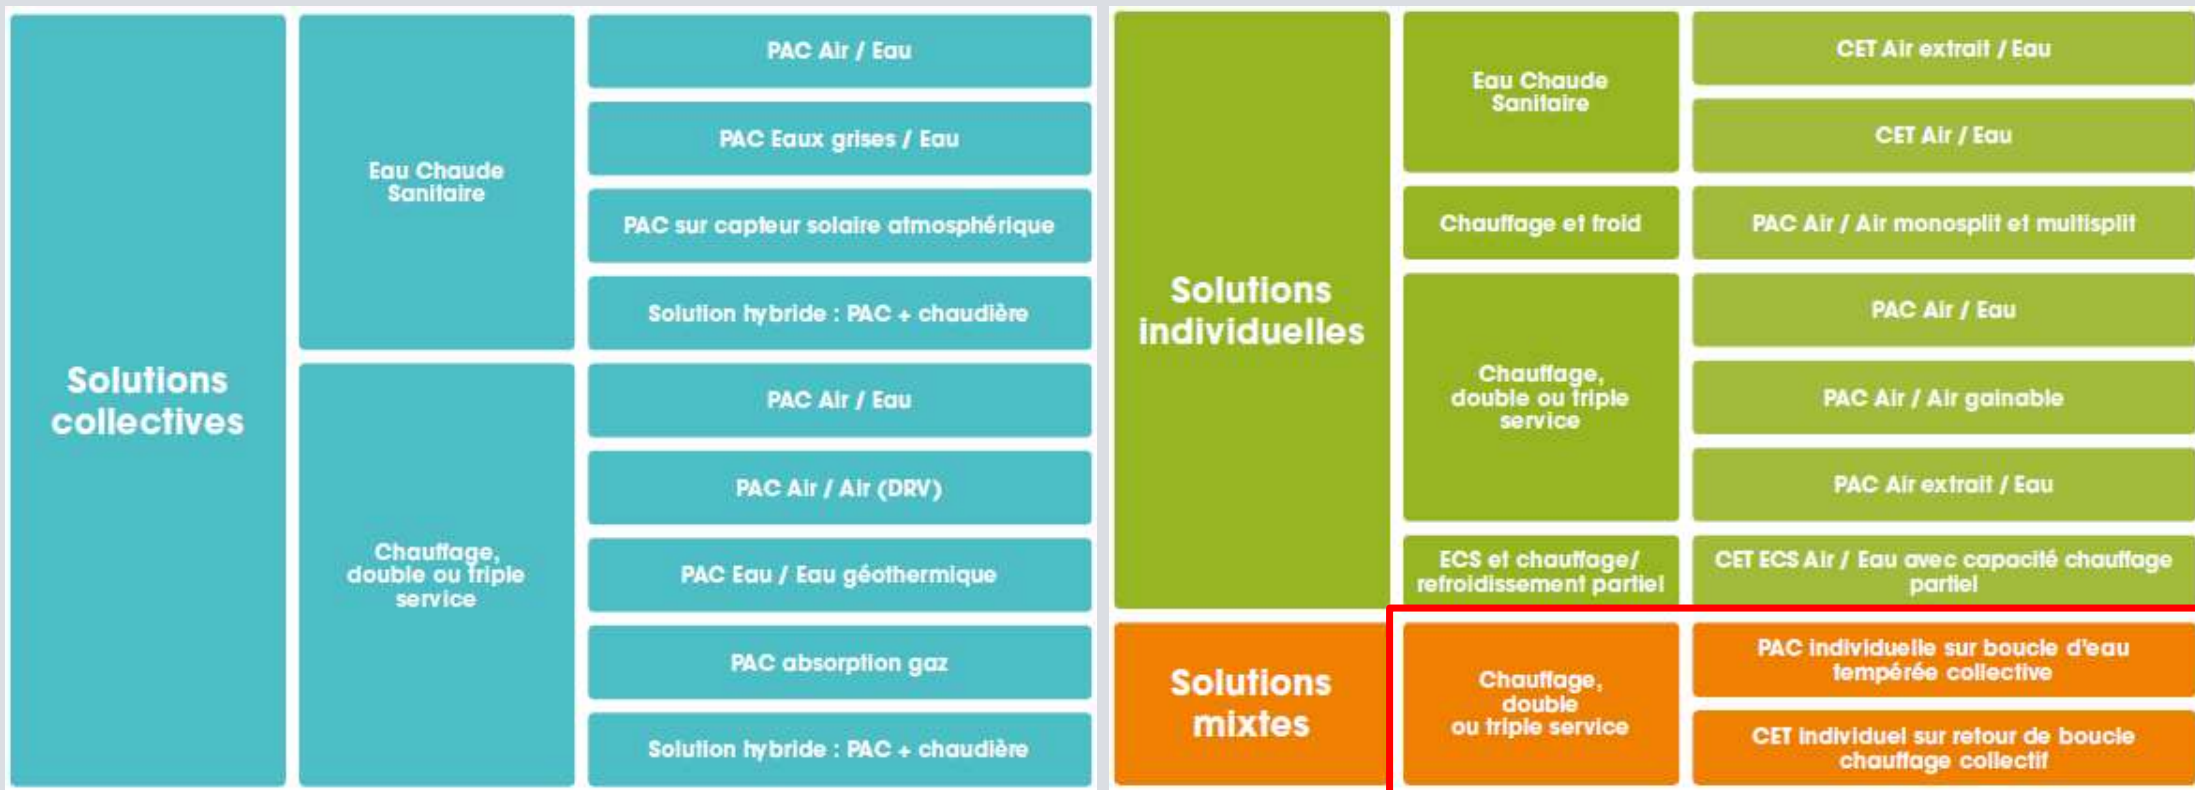 Solutions
collectives
Eau Chaude
Sanitaire
PAC Air / Eau
PAC Eaux grises / Eau
PAC sur capteur solaire atmosphérique
Solution hybride : PAC + chaudière
Chauffage,
double ou triple
service
PAC Air / Eau
PAC Air / Air (DRV)
PAC Eau / Eau géothermique
PAC absorption gaz
Solution hybride : PAC + chaudière
Solutions
individuelles
Eau Chaude
Sanitaire
CET Air extrait / Eau
CET Air / Eau
Chauffage et froid
PAC Air / Air monosplit et multisplit
Chauffage,
double ou triple
service
PAC Air / Eau
PAC Air / Air gainable
PAC Air extrait / Eau
ECS et chauffage/
refroidissement partiel
CET ECS Air / Eau avec capacité chauffage
partiel
Solutions
mixtes
Chauffage,
double
ou triple service
PAC individuelle sur boucle d'eau
tempérée collective
CET individuel sur retour de boucle
chauffage collectif